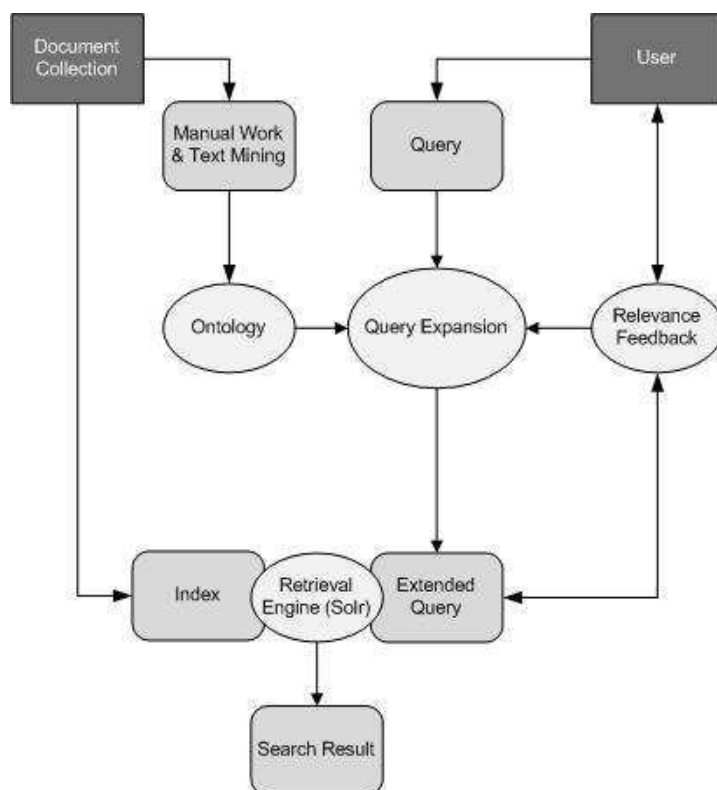 Document
Collection
User
Manual Work
& Text Mining
Query
Ontology
Query Expansion
Relevance
Feedback
Index
Retrieval
Engine (Solr)
Extended
Query
Search Result